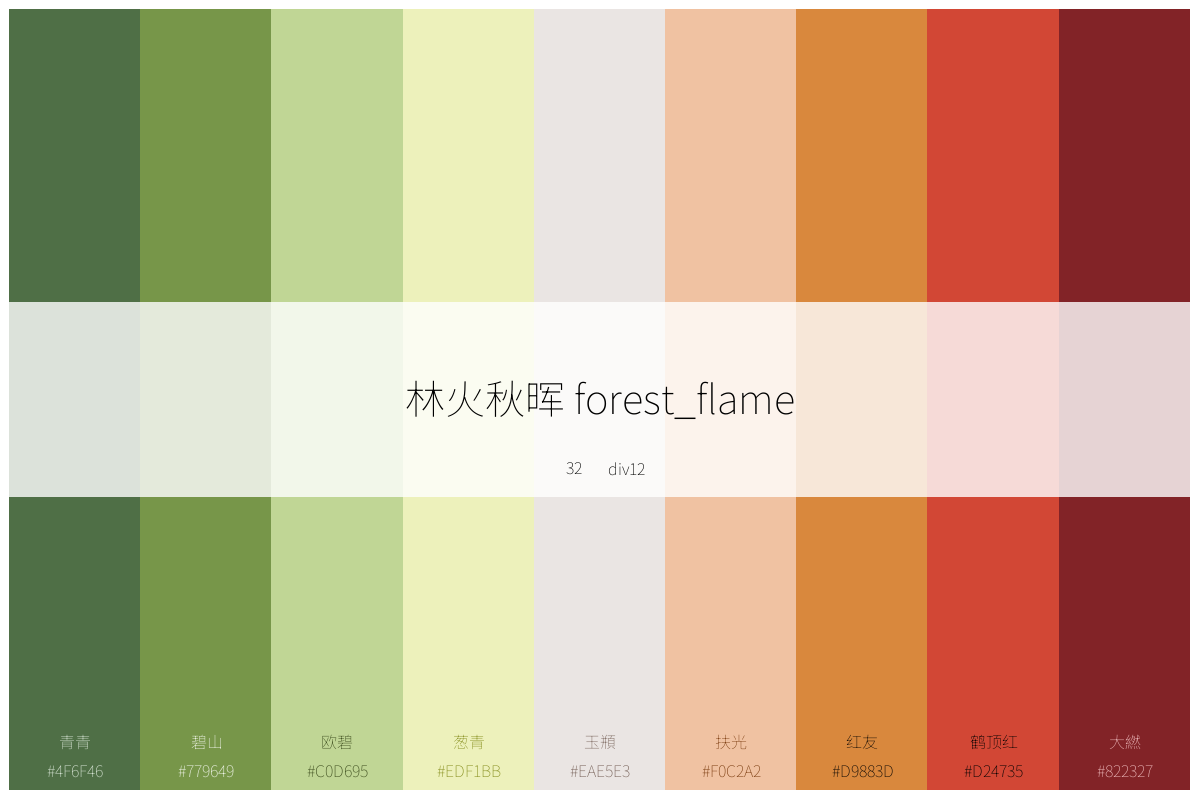 林火秋晖 forest_flame
32 div12
青青 碧山 欧碧 葱青 玉頩 扶光 红友 鹤顶红 大繎
#4F6F46 #779649 #C0D695 #EDF1BB #EAE5E3 #F0C2A2 #D9883D #D24735 #822327